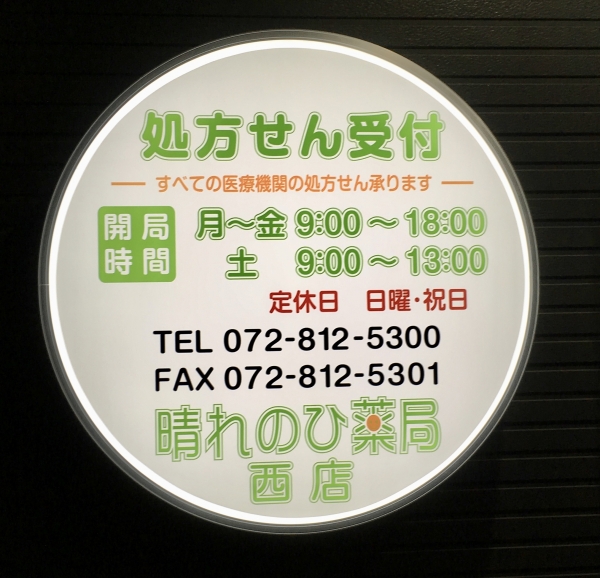 処方せん受付
すべての医療機関の処方せん承ります
開局時間
月～金 9:00～18:00
土 9:00～13:00
定休日 日曜・祝日
TEL 072-812-5300
FAX 072-812-5301
晴れのひ薬局
西店